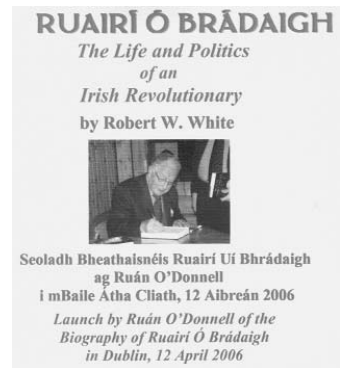 RUAIRÍ Ó BRÁDAIGH
The Life and Politics
of an
Irish Revolutionary
by Robert W. White
Seoladh Bheathaisnéis Ruairí Uí Bhrádaigh
ag Ruán O'Donnell
i mBaile Átha Cliath, 12 Aibreán 2006
Launch by Ruán O'Donnell of the
Biography of Ruairí Ó Brádaigh
in Dublin, 12 April 2006